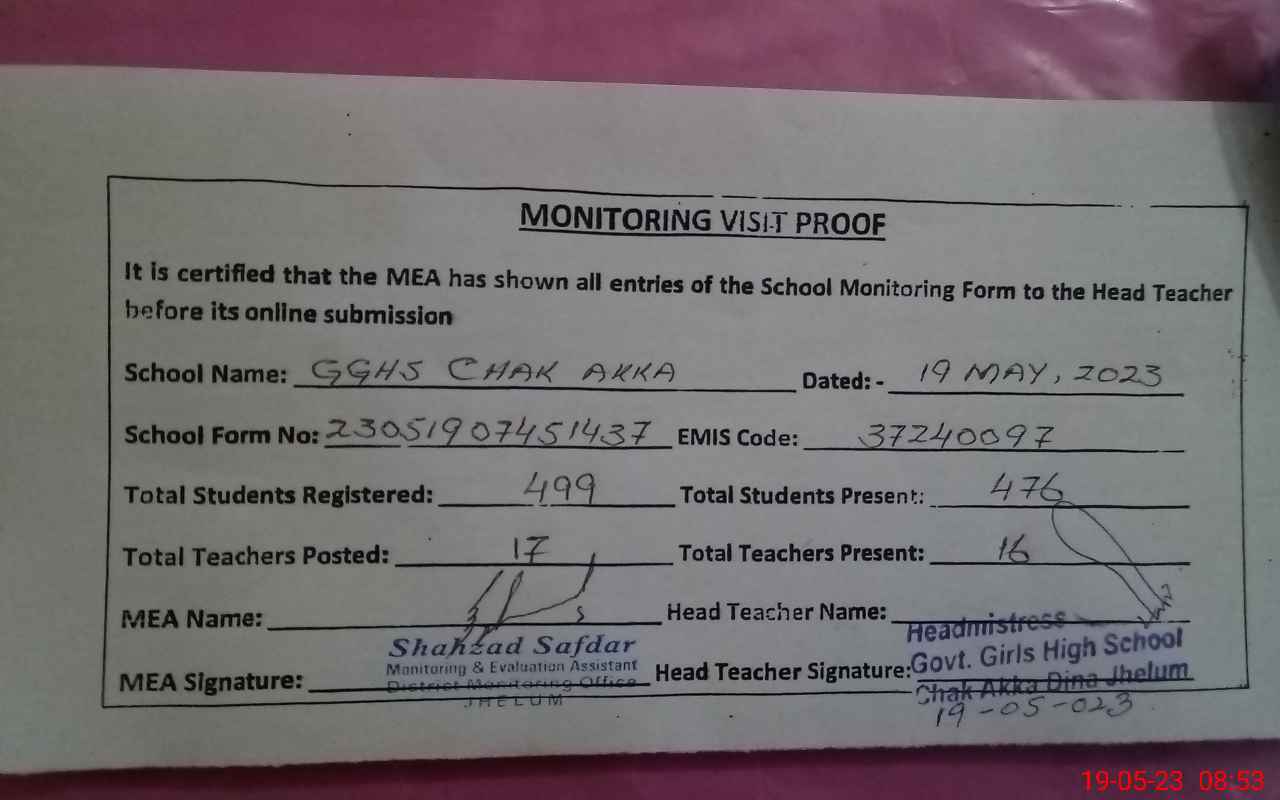 MONITORING VISIT PROOF
It is certified that the MEA has shown all entries of the School Monitoring Form to the Head Teacher
before its online submission
School Name: GGHS CHAK AKKA Dated: - 19 MAY, 2023
School Form No: 23051907451437 EMIS Code: 37240097
Total Students Registered: 499 Total Students Present: 476
Total Teachers Posted: 17 Total Teachers Present: 16
MEA Name: Head Teacher Name:
Shahzad Safdar
Monitoring & Evaluation Assistant
District Monitoring Office
JHELUM
MEA Signature: Head Teacher Signature:
Headmistress
Govt. Girls High School
Chak Akka Dina Jhelum
19-05-023
19-05-23 08:53